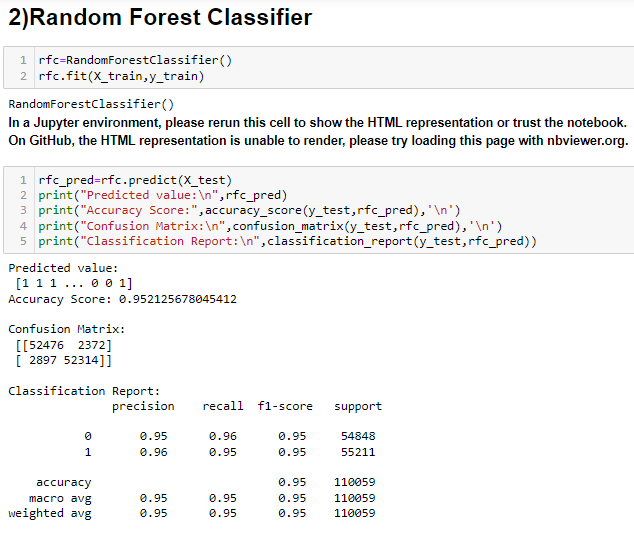 2)Random Forest Classifier
1 rfc=RandomForestClassifier()
2 rfc.fit(X_train,y_train)
RandomForestClassifier()
In a Jupyter environment, please rerun this cell to show the HTML representation or trust the notebook.
On GitHub, the HTML representation is unable to render, please try loading this page with nbviewer.org.
1 rfc_pred=rfc.predict(X_test)
2 print("Predicted value:\n",rfc_pred)
3 print("Accuracy Score:",accuracy_score(y_test,rfc_pred),'\n')
4 print("Confusion Matrix:\n",confusion_matrix(y_test,rfc_pred),'\n')
5 print("Classification Report:\n",classification_report(y_test,rfc_pred))
Predicted value:
[1 1 1 ... 0 0 1]
Accuracy Score: 0.952125678045412
Confusion Matrix:
[[52476 2372]
[ 2897 52314]]
Classification Report:
precision recall f1-score support
0 0.95 0.96 0.95 54848
1 0.96 0.95 0.95 55211
accuracy 0.95 110059
macro avg 0.95 0.95 0.95 110059
weighted avg 0.95 0.95 0.95 110059